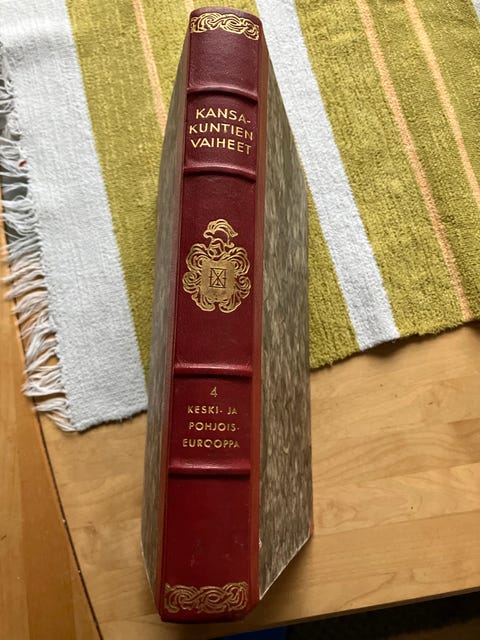 KANSA-
KUNTIEN
VAIHEET
4
KESKI- JA
POHJOIS-
EUROOPPA